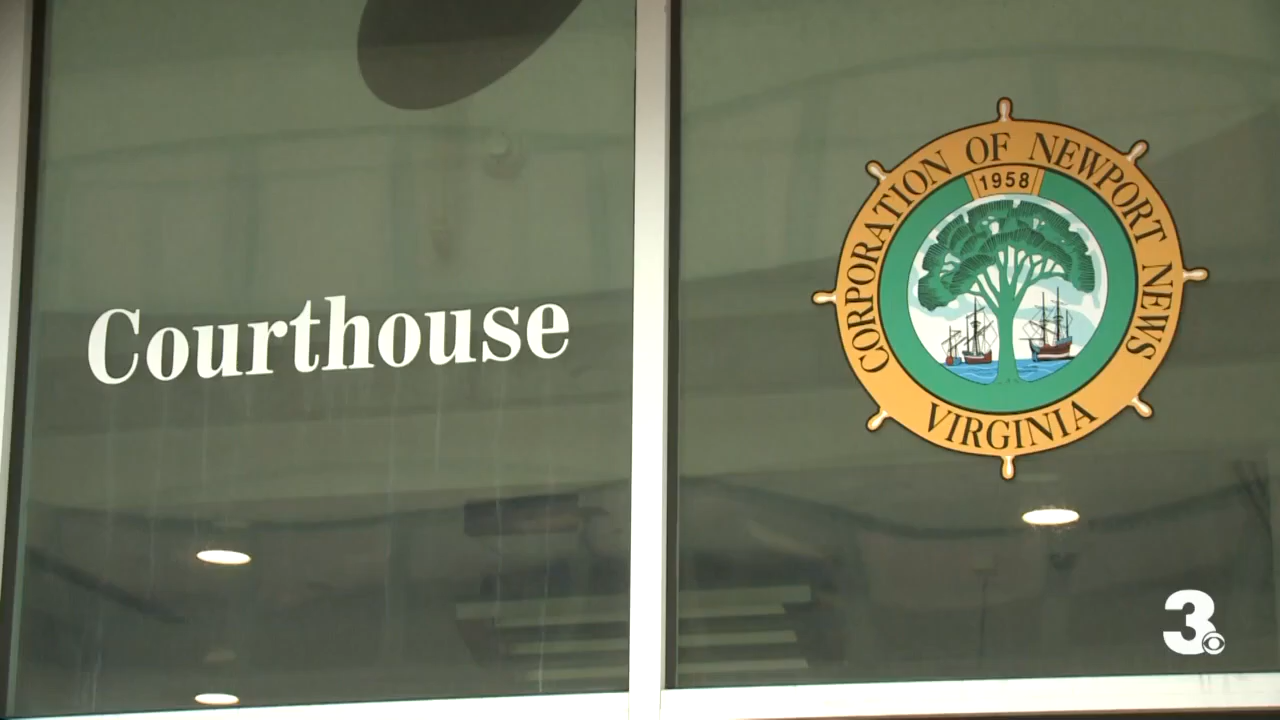 Courthouse
CORPORATION OF NEWPORT NEWS
1958
VIRGINIA
3